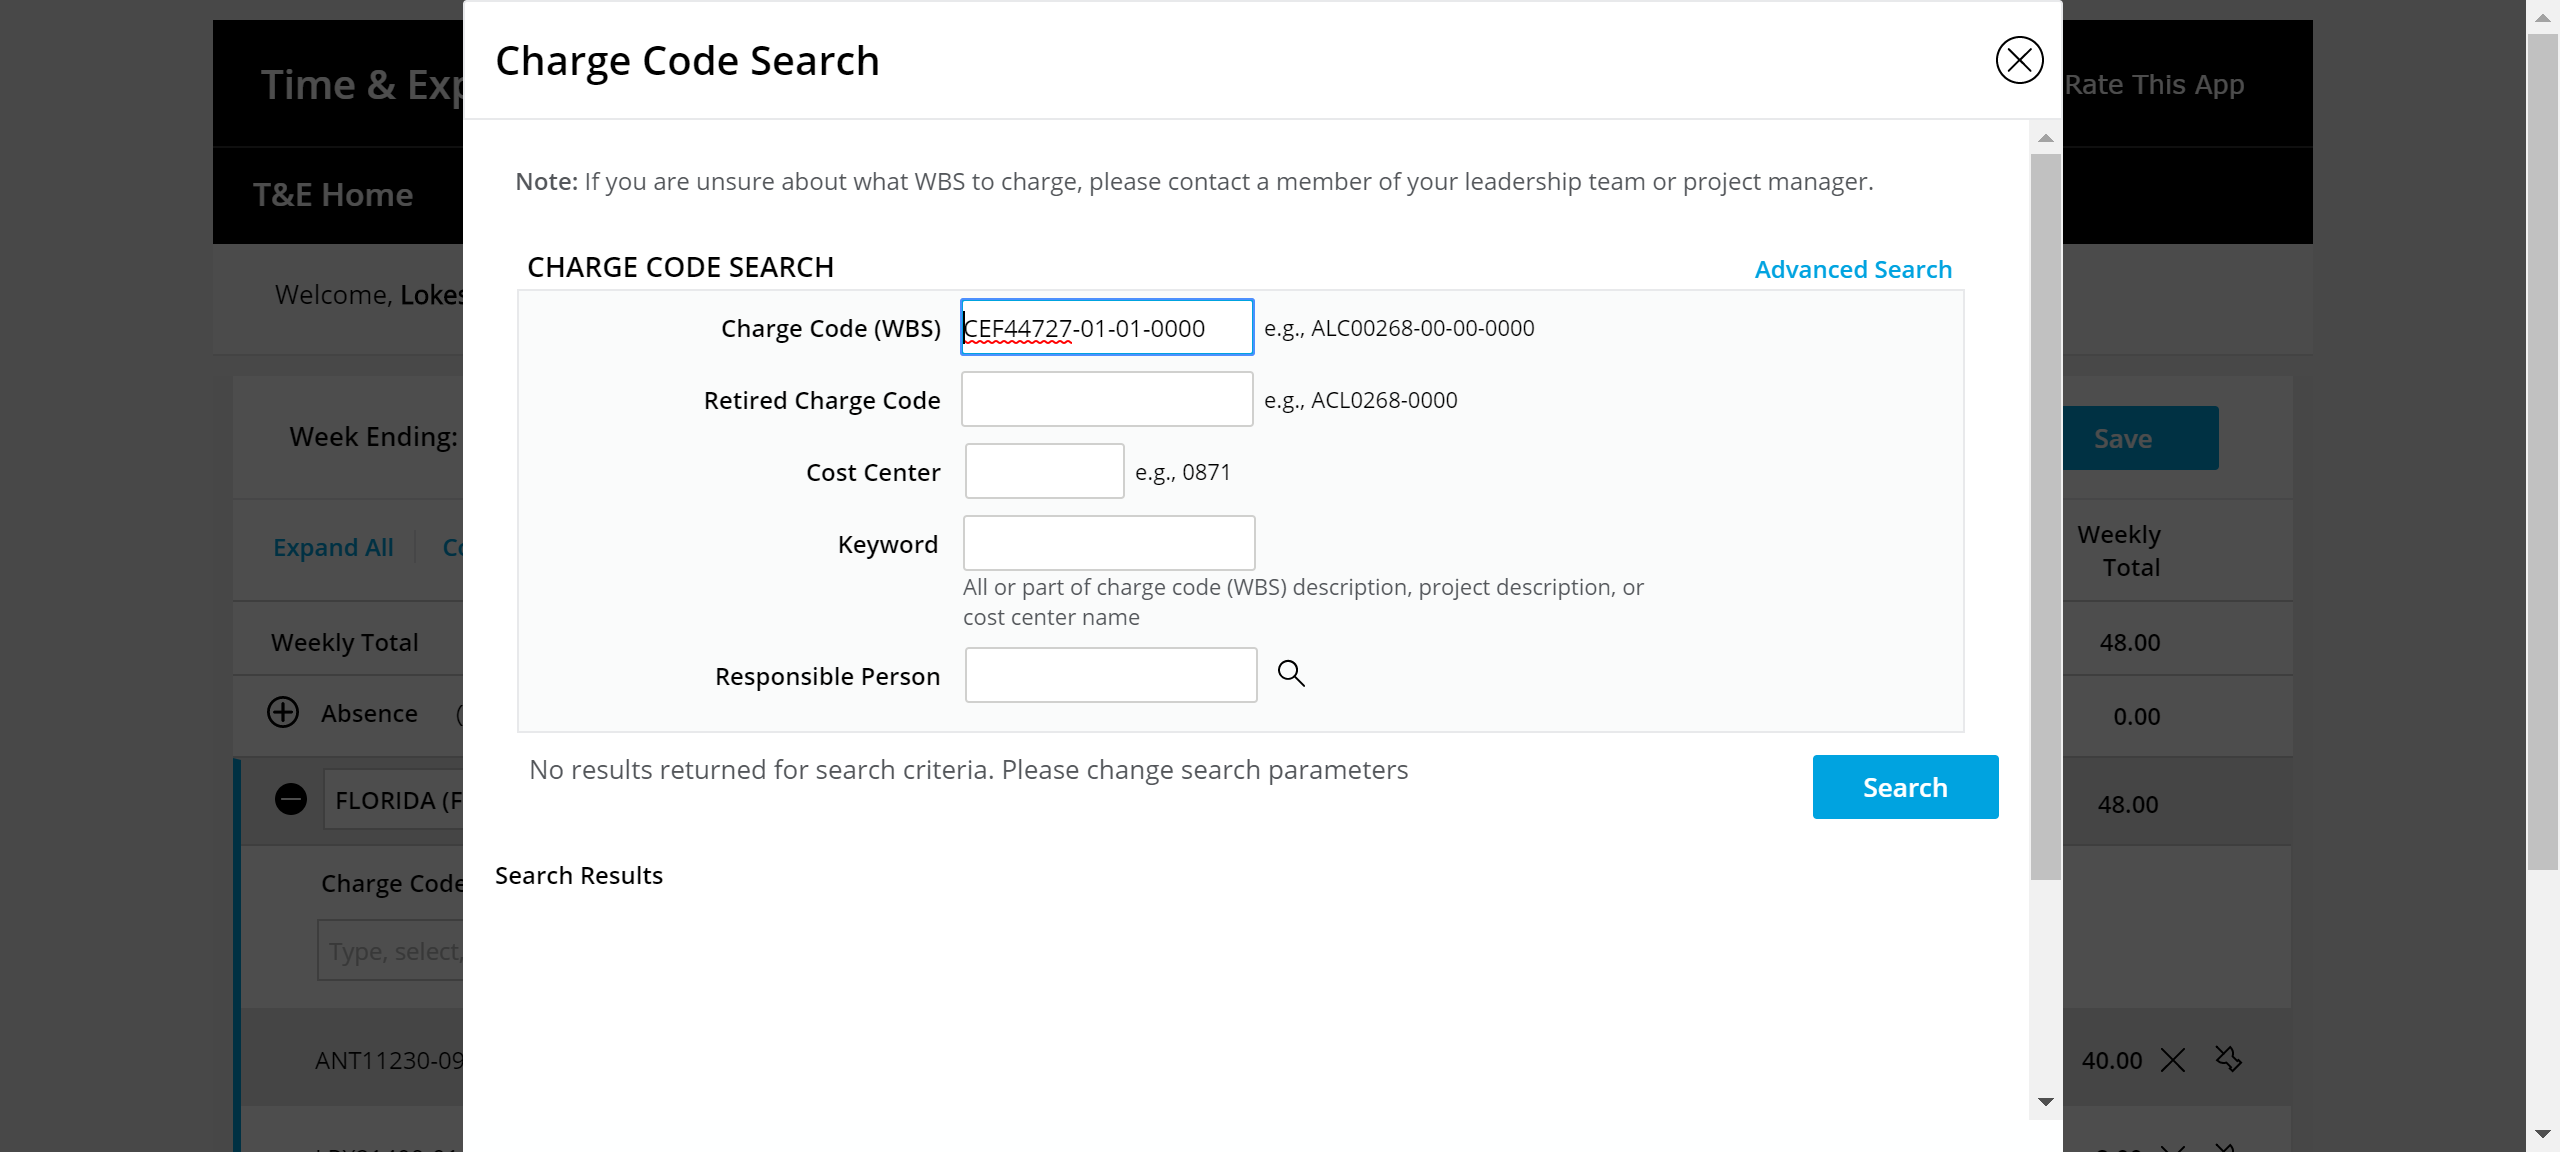 Charge Code Search
Time & Exp
Rate This App
T&E Home
Note: If you are unsure about what WBS to charge, please contact a member of your leadership team or project manager.
CHARGE CODE SEARCH
Advanced Search
Welcome, Lokes
Charge Code (WBS) CEF44727-01-01-0000 e.g., ALC00268-00-00-0000
Retired Charge Code e.g., ACL0268-0000
Week Ending:
Save
Cost Center e.g., 0871
Expand All Co
Keyword
All or part of charge code (WBS) description, project description, or
cost center name
Weekly
Total
Weekly Total
48.00
Responsible Person
Absence (
0.00
No results returned for search criteria. Please change search parameters
Search
FLORIDA (F
48.00
Search Results
Charge Code
Type, select,
ANT11230-09
40.00